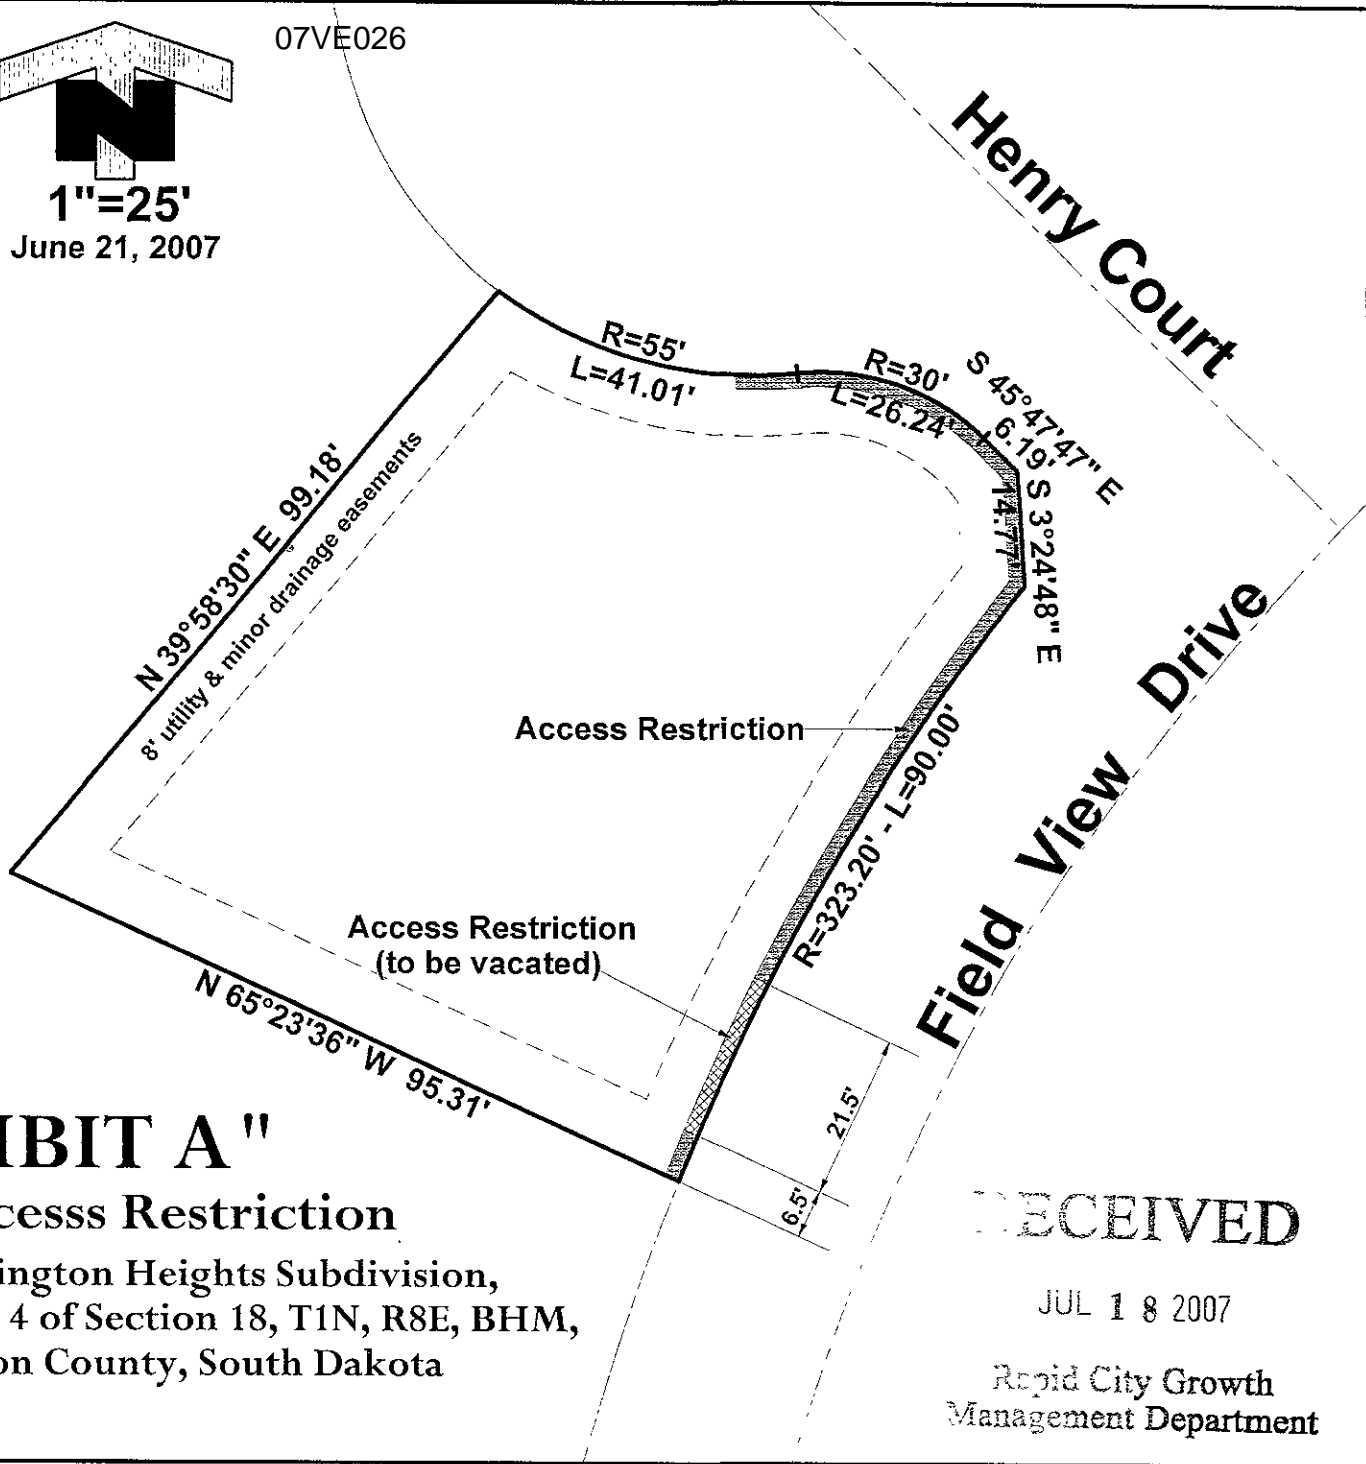 07VE026
N
1"=25'
June 21, 2007
Henry Court
R=55'
L=41.01'
R=30'
L=26.24'
S 45°47'47" E
6.19'
S 3°24'48" E
14.77'
N 39°58'30" E 99.18'
8' utility & minor drainage easements
Access Restriction
R=323.20' - L=90.00'
Field View Drive
Access Restriction
(to be vacated)
N 65°23'36" W 95.31'
21.5'
6.5'
IBIT A"
cesss Restriction
ington Heights Subdivision,
4 of Section 18, T1N, R8E, BHM,
on County, South Dakota
RECEIVED
JUL 18 2007
Rapid City Growth
Management Department